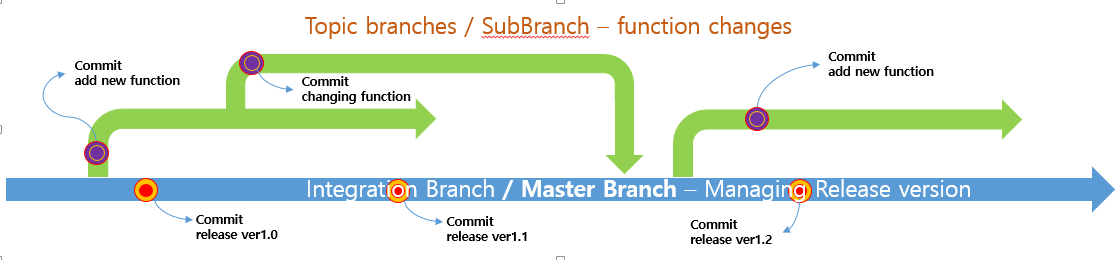 Topic branches / SubBranch – function changes
Commit
add new function
Commit
changing function
Commit
add new function
Integration Branch / Master Branch – Managing Release version
Commit
release ver1.0
Commit
release ver1.1
Commit
release ver1.2